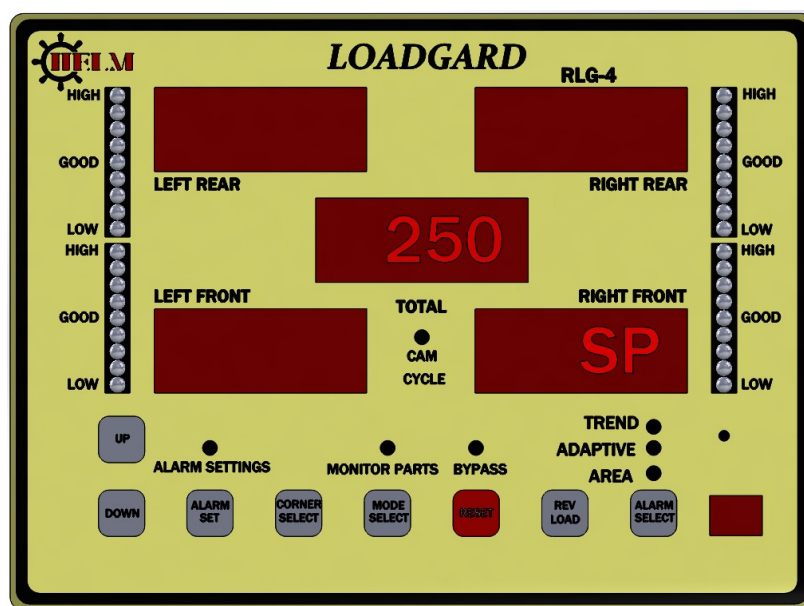 HELM
LOADGARD
RLG-4
HIGH
GOOD
LOW
LEFT REAR
HIGH
GOOD
LOW
RIGHT REAR
250
HIGH
GOOD
LOW
LEFT FRONT
TOTAL
CAM
CYCLE
RIGHT FRONT
SP
HIGH
GOOD
LOW
UP
ALARM SETTINGS
MONITOR PARTS
BYPASS
TREND
ADAPTIVE
AREA
DOWN
ALARM
SET
CORNER
SELECT
MODE
SELECT
RESET
REV
LOAD
ALARM
SELECT